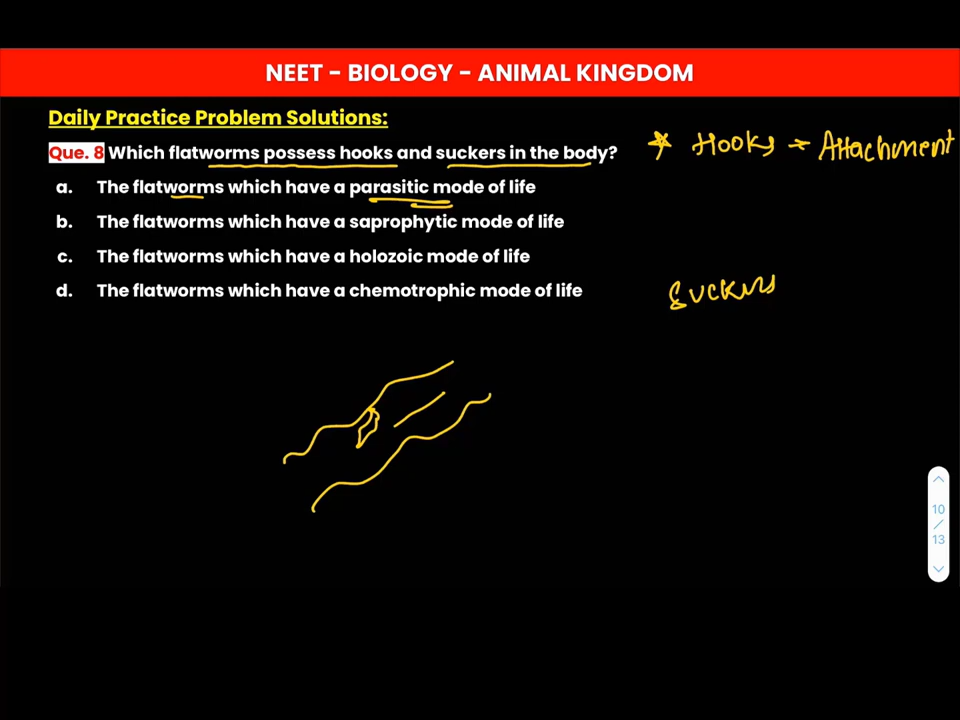 NEET - BIOLOGY - ANIMAL KINGDOM
Daily Practice Problem Solutions:
Que. 8 Which flatworms possess hooks and suckers in the body?
Hooks → Attachment
a. The flatworms which have a parasitic mode of life
b. The flatworms which have a saprophytic mode of life
c. The flatworms which have a holozoic mode of life
d. The flatworms which have a chemotrophic mode of life
Suckers
10
/
13